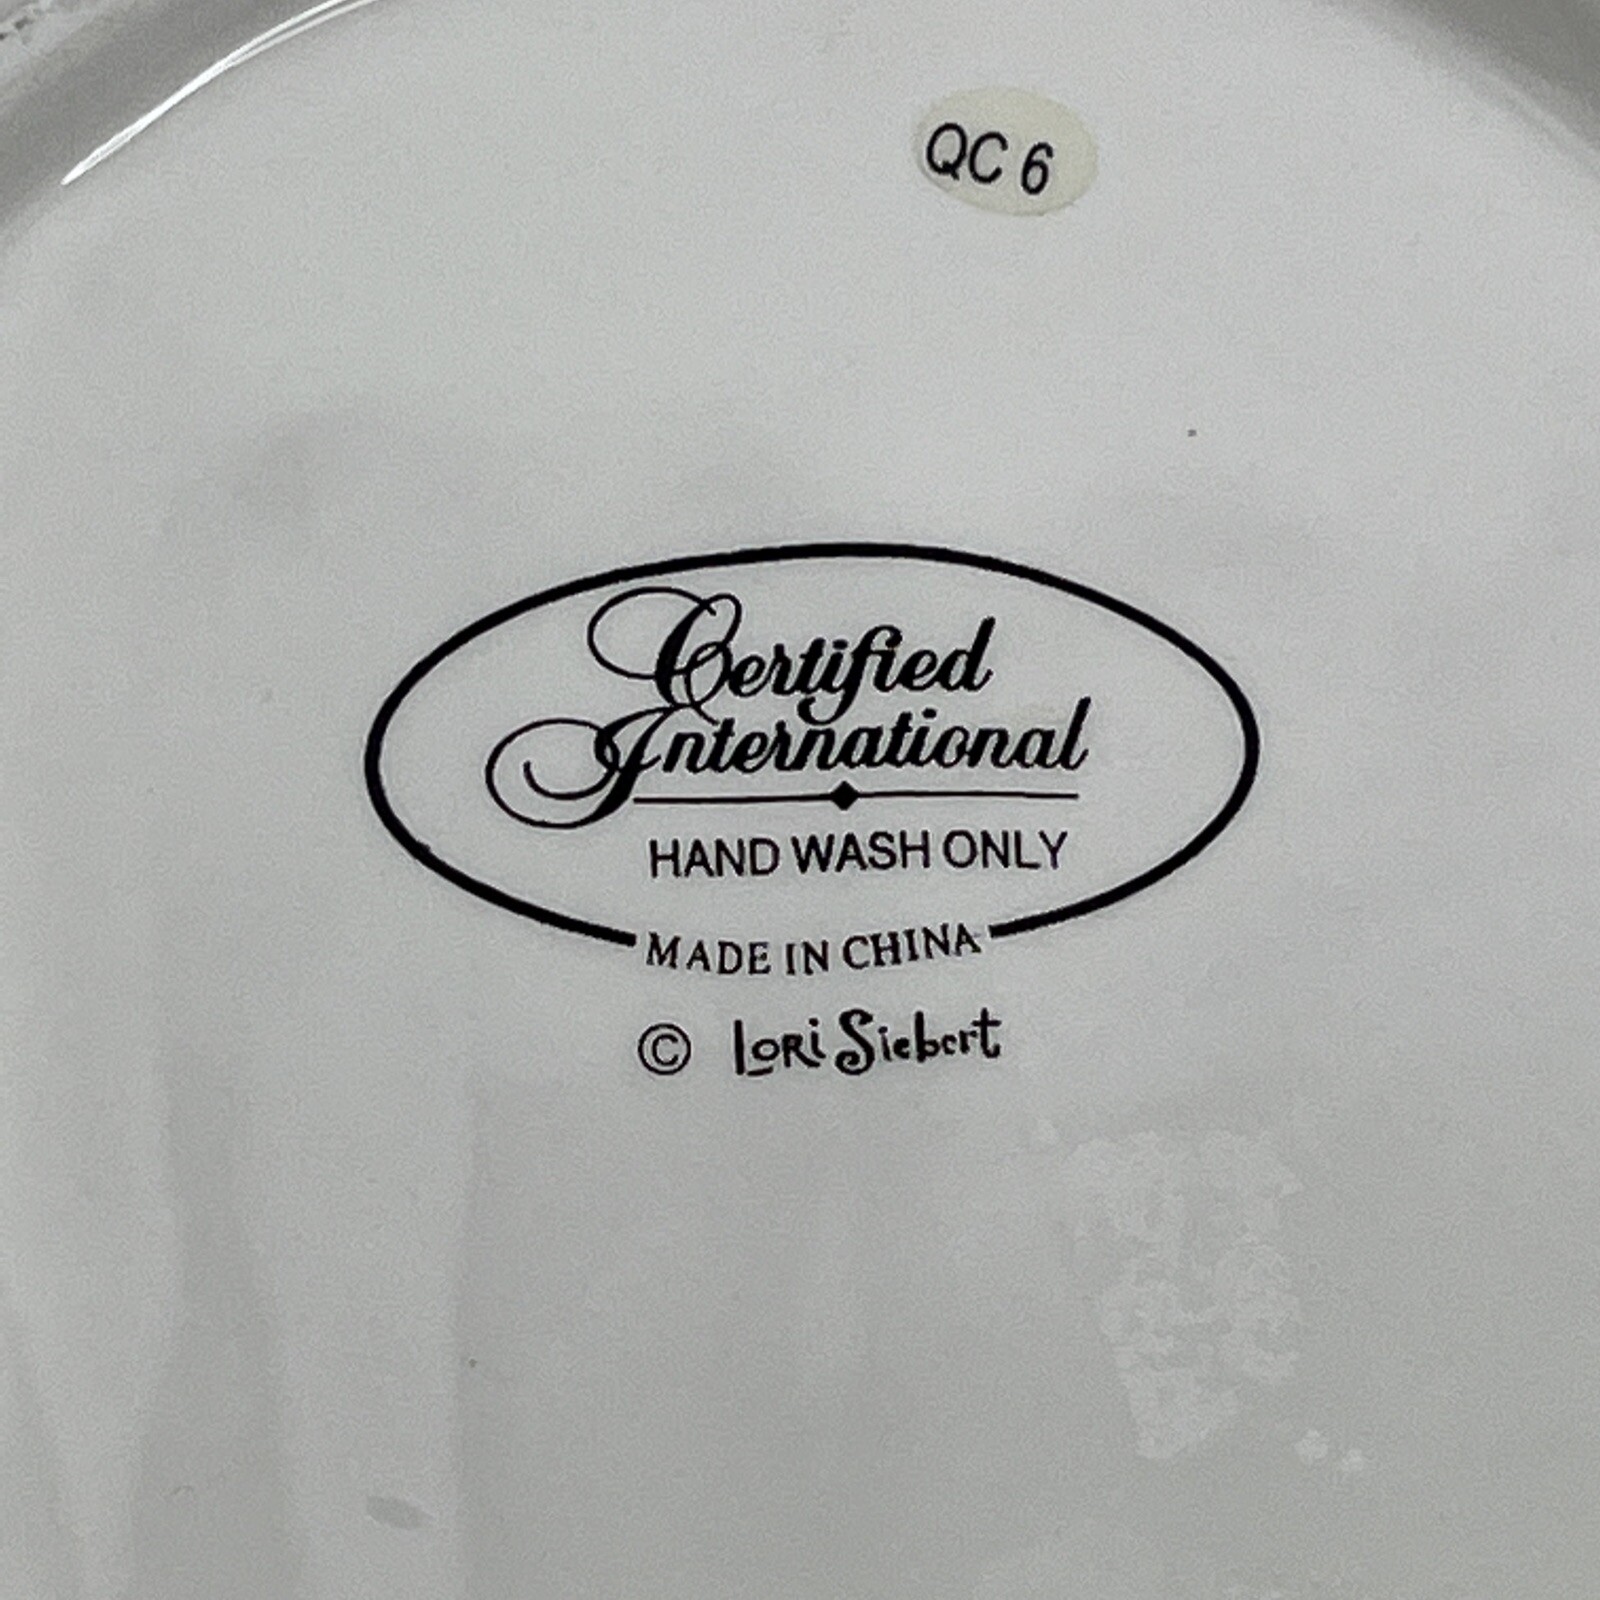 QC 6
Certified
International
HAND WASH ONLY
MADE IN CHINA
© Lori Siebert